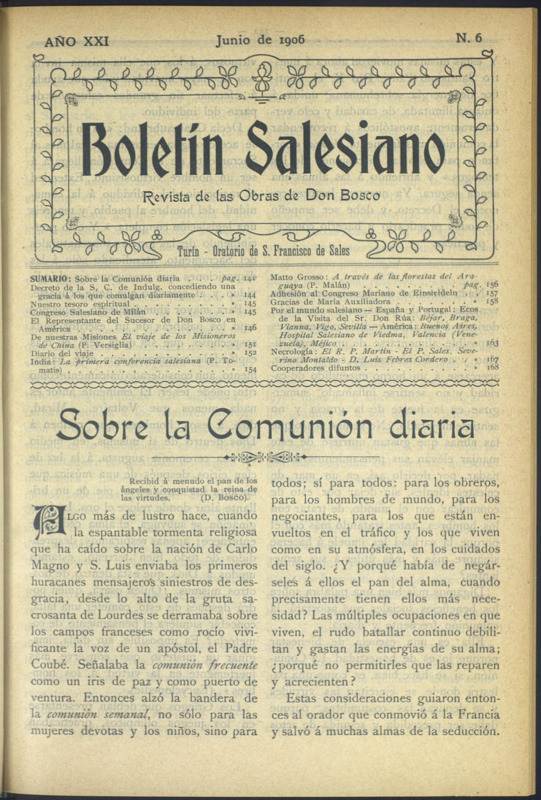 AÑO XXI Junio de 1906 N. 6
Boletín Salesiano
Revista de las Obras de Don Bosco
Turín - Oratorio de S. Francisco de Sales
SUMARIO: Sobre la Comunión diaria . . . . pag. 141
Decreto de la S. C. de Indulg. concediendo una
gracia á los que comulgan diariamente . . . » 144
Nuestro tesoro espiritual . . . . . . » 145
Congreso Salesiano de Milán . . . . . » 145
El Representante del Sucesor de Don Bosco en
América . . . . . . . . » 146
De nuestras Misiones El viaje de los Misioneros
de China (P. Versiglia) . . . . . . » 151
Diario del viaje . . . . . . . . » 152
India: La primera conferencia salesiana (P. To-
matis) . . . . . . . . . » 154
Matto Grosso: A través de las florestas del Ara-
guaya (P. Malán) . . . . . . pag. 156
Adhesión al Congreso Mariano de Einsieldeln . » 157
Gracias de María Auxiliadora . . . . » 158
Por el mundo salesiano — España y Portugal: Ecos
de la Visita del Sr. Don Rúa: Béjar, Braga,
Vianna, Vigo, Sevilla — América: Buenos Aires,
Hospital Salesiano de Viedma, Valencia (Vene-
zuela), Méjico . . . . . . . » 163
Necrología: El R. P. Martín - El P. Sales. Seve-
rino Montaldo - D. Luis Febres Cordero . . » 167
Cooperadores difuntos . . . . . . » 168
Sobre la Comunión diaria
Recibid á menudo el pan de los
ángeles y conquistad la reina de
las virtudes. (D. BOSCO).
ALGO más de lustro hace, cuando
la espantable tormenta religiosa
que ha caído sobre la nación de Carlo
Magno y S. Luis enviaba los primeros
huracanes mensajeros siniestros de des-
gracia, desde lo alto de la gruta sa-
crosanta de Lourdes se derramaba sobre
los campos franceses como rocío vivi-
ficante la voz de un apóstol, el Padre
Coubé. Señalaba la comunión frecuente
como un iris de paz y como puerto de
ventura. Entonces alzó la bandera de
la comunión semanal, no sólo para las
mujeres devotas y los niños, sino para
todos; sí para todos: para los obreros,
para los hombres de mundo, para los
negociantes, para los que están en-
vueltos en el tráfico y los que viven
como en su atmósfera, en los cuidados
del siglo. ¿Y porqué había de negár-
seles á ellos el pan del alma, cuando
precisamente tienen ellos más nece-
sidad? Las múltiples ocupaciones en que
viven, el rudo batallar continuo debili-
tan y gastan las energías de su alma;
¿porqué no permitirles que las reparen
y acrecienten?
Estas consideraciones guiaron enton-
ces al orador que conmovió á la Francia
y salvó á muchas almas de la seducción.